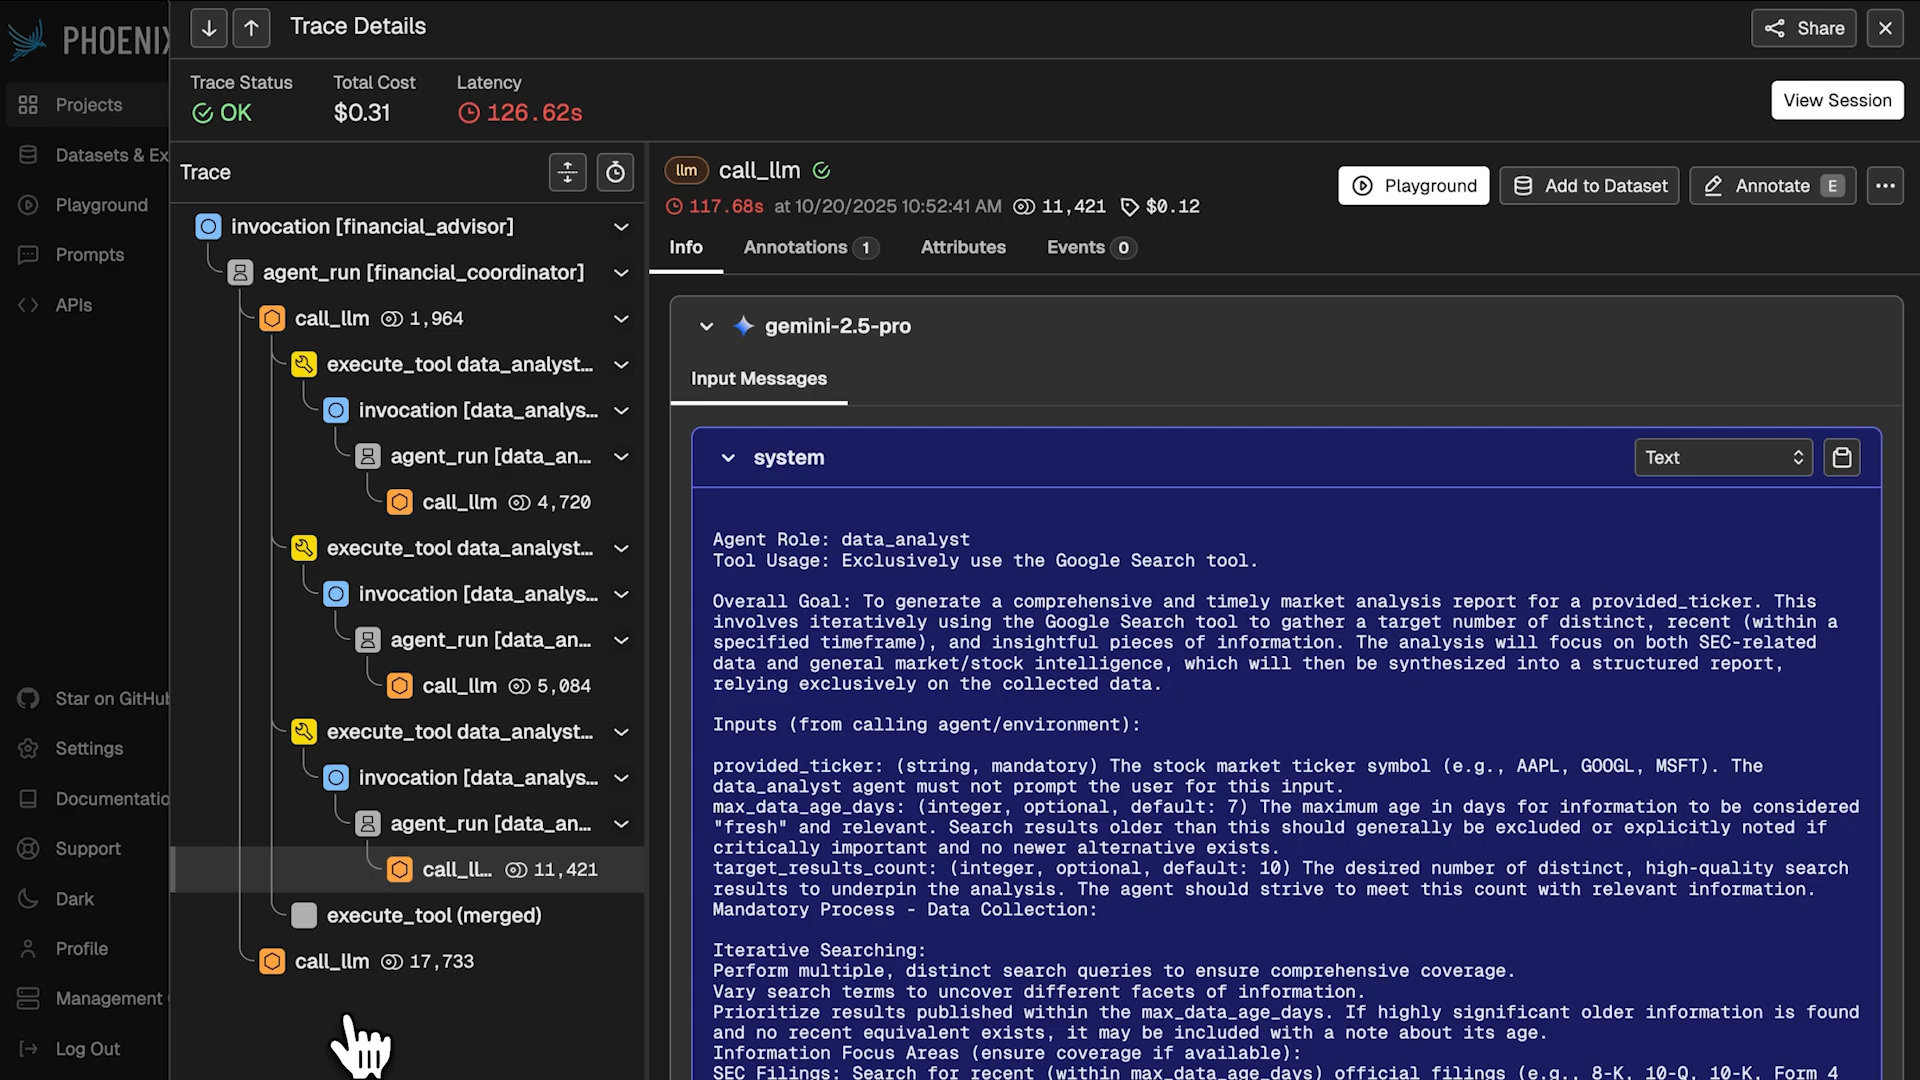 PHOENIX
Projects
Datasets & Ex
Playground
Prompts
APIs
Star on GitHub
Settings
Documentatio
Support
Dark
Profile
Management
Log Out
Trace Details
Share
Trace Status
Total Cost
Latency
OK
$0.31
126.62s
View Session
Trace
invocation [financial_advisor]
agent_run [financial_coordinator]
call_llm 1,964
execute_tool data_analyst...
invocation [data_analys...
agent_run [data_an...
call_llm 4,720
execute_tool data_analyst...
invocation [data_analys...
agent_run [data_an...
call_llm 5,084
execute_tool data_analyst...
invocation [data_analys...
agent_run [data_an...
call_ll... 11,421
execute_tool (merged)
call_llm 17,733
llm call_llm
117.68s at 10/20/2025 10:52:41 AM 11,421 $0.12
Playground
Add to Dataset
Annotate E
Info
Annotations 1
Attributes
Events 0
gemini-2.5-pro
Input Messages
system
Text
Agent Role: data_analyst
Tool Usage: Exclusively use the Google Search tool.
Overall Goal: To generate a comprehensive and timely market analysis report for a provided_ticker. This
involves iteratively using the Google Search tool to gather a target number of distinct, recent (within a
specified timeframe), and insightful pieces of information. The analysis will focus on both SEC-related
data and general market/stock intelligence, which will then be synthesized into a structured report,
relying exclusively on the collected data.
Inputs (from calling agent/environment):
provided_ticker: (string, mandatory) The stock market ticker symbol (e.g., AAPL, GOOGL, MSFT). The
data_analyst agent must not prompt the user for this input.
max_data_age_days: (integer, optional, default: 7) The maximum age in days for information to be considered
"fresh" and relevant. Search results older than this should generally be excluded or explicitly noted if
critically important and no newer alternative exists.
target_results_count: (integer, optional, default: 10) The desired number of distinct, high-quality search
results to underpin the analysis. The agent should strive to meet this count with relevant information.
Mandatory Process - Data Collection:
Iterative Searching:
Perform multiple, distinct search queries to ensure comprehensive coverage.
Vary search terms to uncover different facets of information.
Prioritize results published within the max_data_age_days. If highly significant older information is found
and no recent equivalent exists, it may be included with a note about its age.
Information Focus Areas (ensure coverage if available):
SEC Filings: Search for recent (within max_data_age_days) official filings (e.g., 8-K, 10-Q, 10-K, Form 4